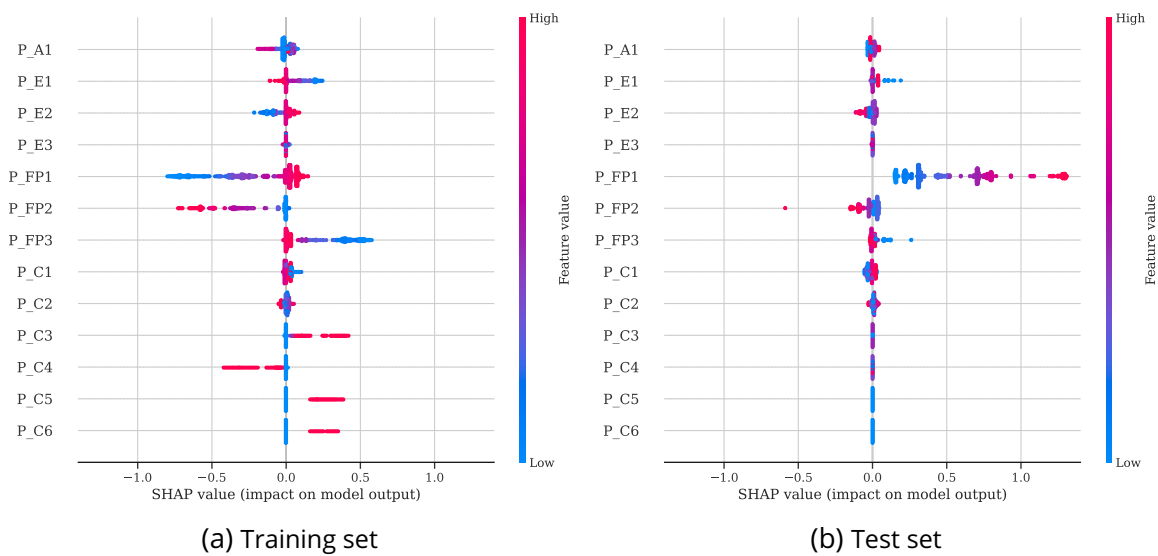 High
P_A1
P_E1
P_E2
P_E3
P_FP1
P_FP2
P_FP3
P_C1
P_C2
P_C3
P_C4
P_C5
P_C6
Feature value
Low
−1.0 −0.5 0.0 0.5 1.0
SHAP value (impact on model output)
(a) Training set
High
P_A1
P_E1
P_E2
P_E3
P_FP1
P_FP2
P_FP3
P_C1
P_C2
P_C3
P_C4
P_C5
P_C6
Feature value
Low
−1.0 −0.5 0.0 0.5 1.0
SHAP value (impact on model output)
(b) Test set